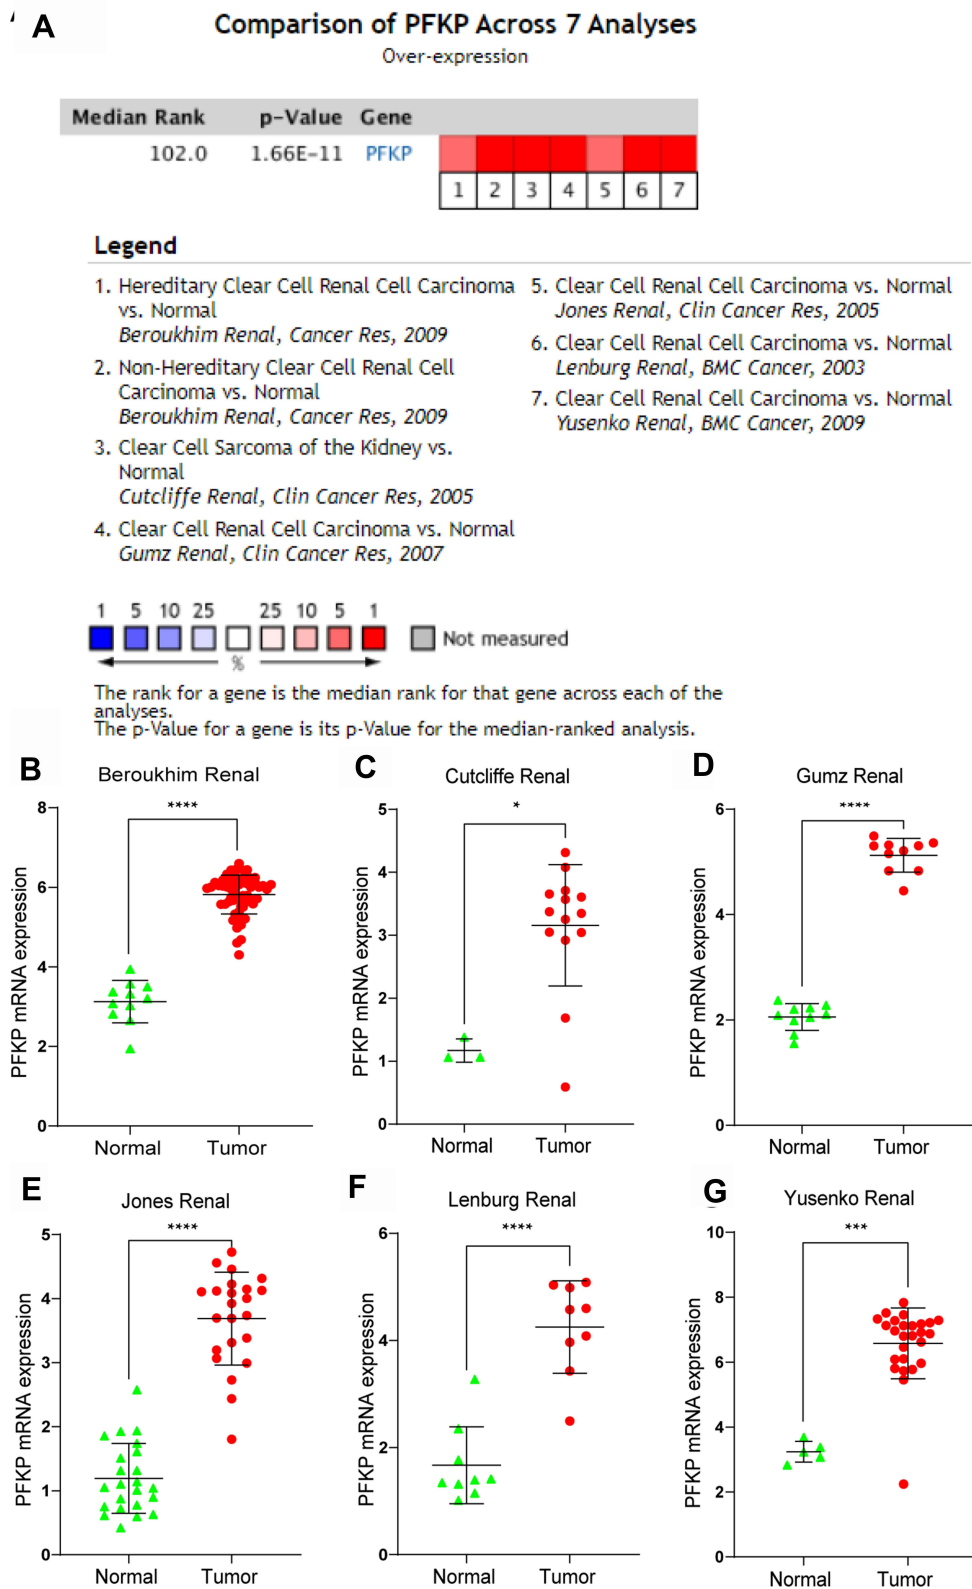 A
Comparison of PFKP Across 7 Analyses
Over-expression
Median Rank p-Value Gene
102.0 1.66E-11 PFKP
1 2 3 4 5 6 7
Legend
1. Hereditary Clear Cell Renal Cell Carcinoma
vs. Normal
Beroukhim Renal, Cancer Res, 2009
2. Non-Hereditary Clear Cell Renal Cell
Carcinoma vs. Normal
Beroukhim Renal, Cancer Res, 2009
3. Clear Cell Sarcoma of the Kidney vs.
Normal
Cutcliffe Renal, Clin Cancer Res, 2005
4. Clear Cell Renal Cell Carcinoma vs. Normal
Gumz Renal, Clin Cancer Res, 2007
5. Clear Cell Renal Cell Carcinoma vs. Normal
Jones Renal, Clin Cancer Res, 2005
6. Clear Cell Renal Cell Carcinoma vs. Normal
Lenburg Renal, BMC Cancer, 2003
7. Clear Cell Renal Cell Carcinoma vs. Normal
Yusenko Renal, BMC Cancer, 2009
1 5 10 25 25 10 5 1
Not measured
%
The rank for a gene is the median rank for that gene across each of the
analyses.
The p-Value for a gene is its p-Value for the median-ranked analysis.
B
Beroukhim Renal
****
PFKP mRNA expression
8
6
4
2
0
Normal Tumor
C
Cutcliffe Renal
*
PFKP mRNA expression
5
4
3
2
1
0
Normal Tumor
D
Gumz Renal
****
PFKP mRNA expression
6
4
2
0
Normal Tumor
E
Jones Renal
****
PFKP mRNA expression
5
4
3
2
1
0
Normal Tumor
F
Lenburg Renal
****
PFKP mRNA expression
6
4
2
0
Normal Tumor
G
Yusenko Renal
***
PFKP mRNA expression
10
8
6
4
2
0
Normal Tumor